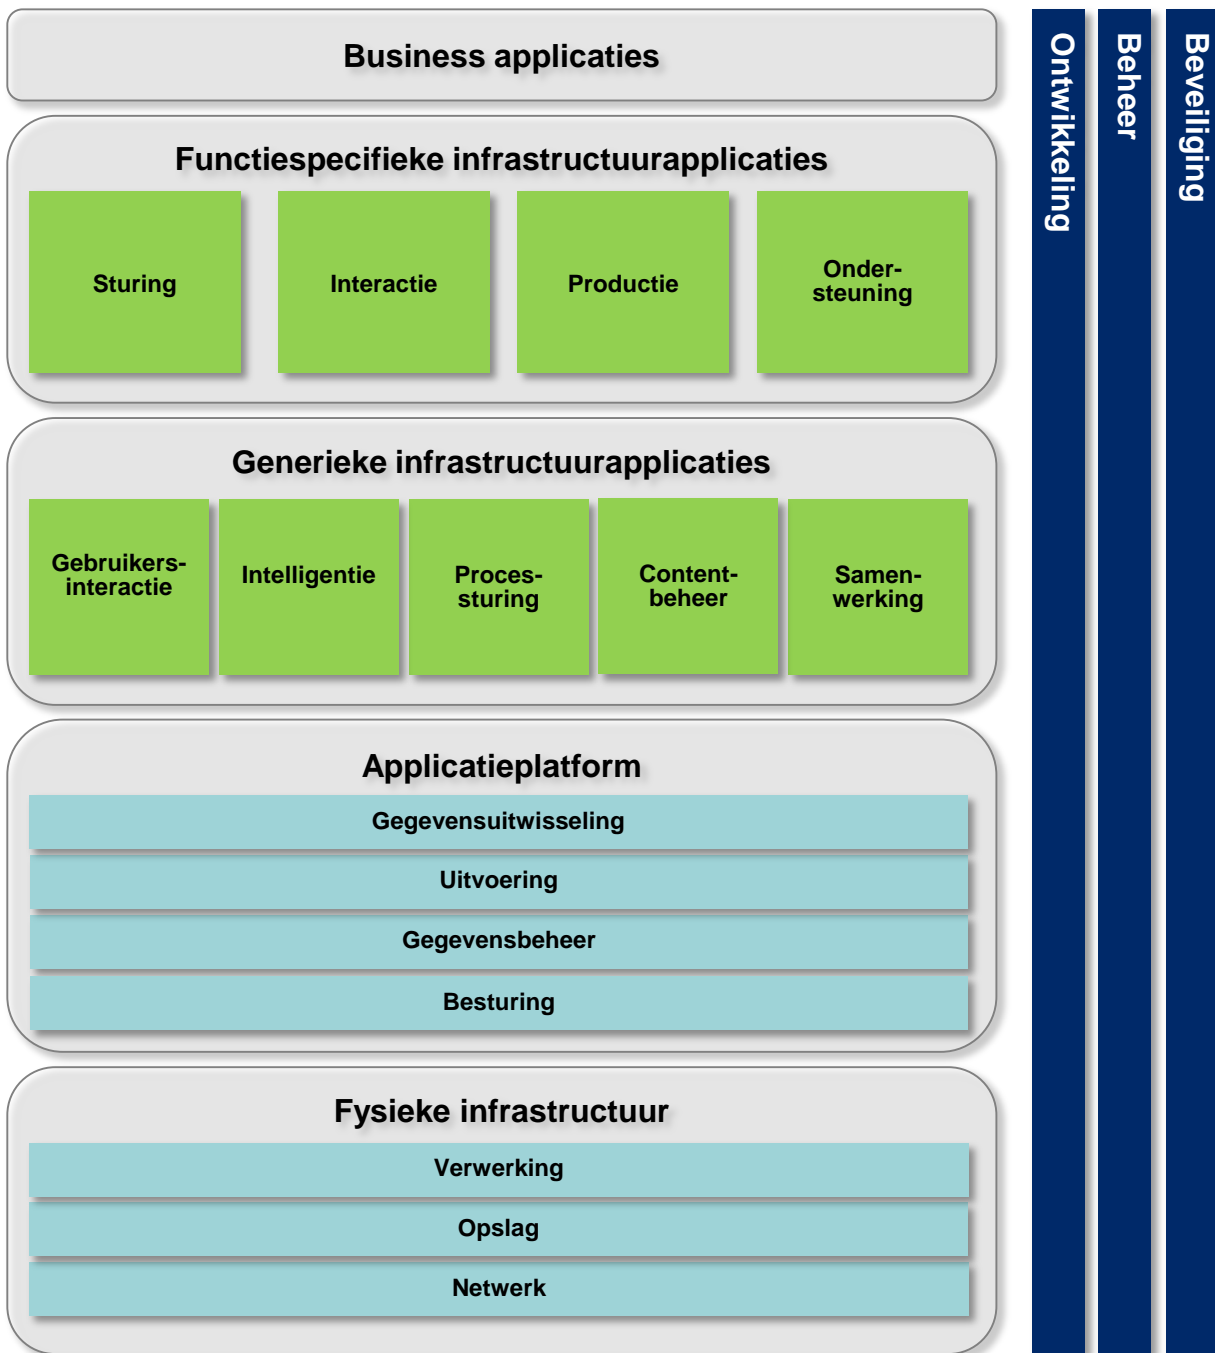 Business applicaties
Functiespecifieke infrastructuurapplicaties
Sturing
Interactie
Productie
Onder-
steuning
Generieke infrastructuurapplicaties
Gebruikers-
interactie
Intelligentie
Proces-
sturing
Content-
beheer
Samen-
werking
Applicatieplatform
Gegevensuitwisseling
Uitvoering
Gegevensbeheer
Besturing
Fysieke infrastructuur
Verwerking
Opslag
Netwerk
Ontwikkeling
Beheer
Beveiliging